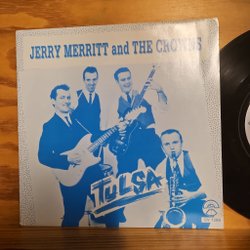 JERRY MERRITT and THE CROWNS
TULSA